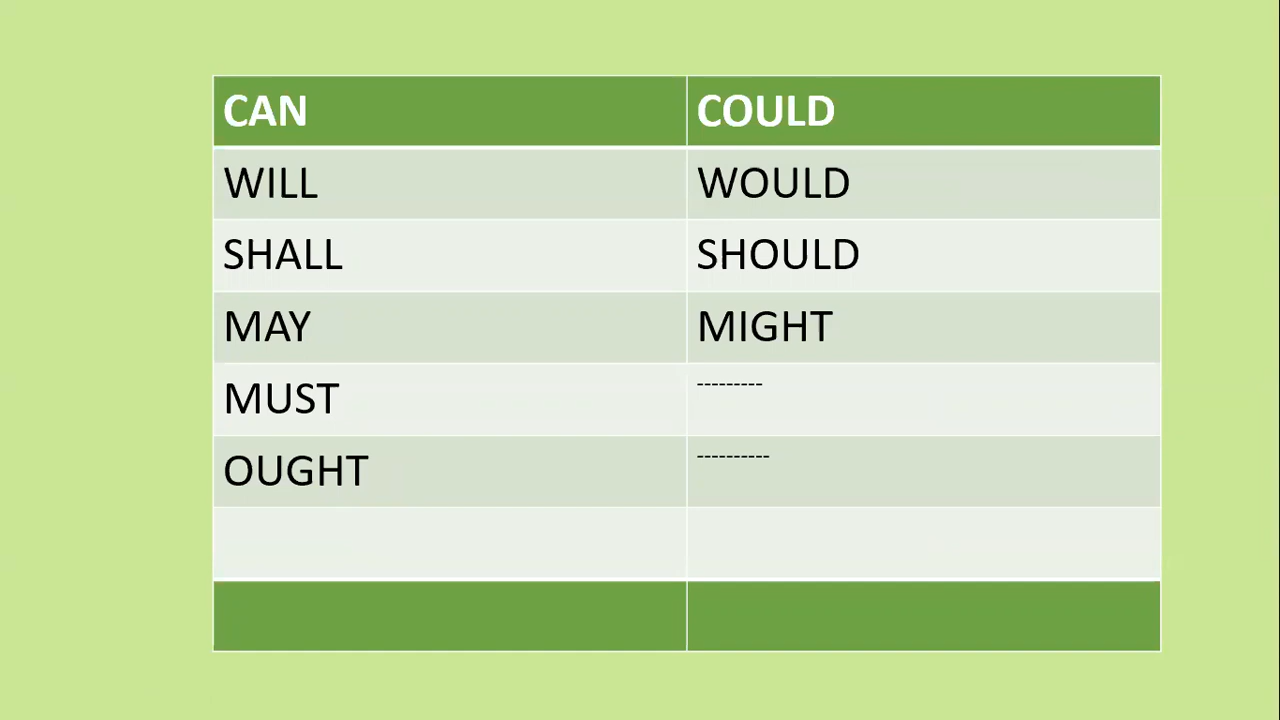 CAN COULD
WILL WOULD
SHALL SHOULD
MAY MIGHT
MUST ---------
OUGHT ----------